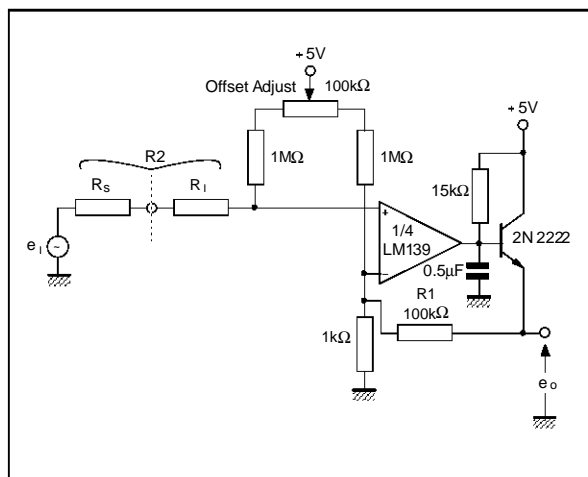 +5V
Offset Adjust
100kΩ
+5V
R2
1MΩ
1MΩ
15kΩ
RS
RI
+
1/4
LM139
2N2222
eI
~
−
0.5µF
R1
100kΩ
1kΩ
eO